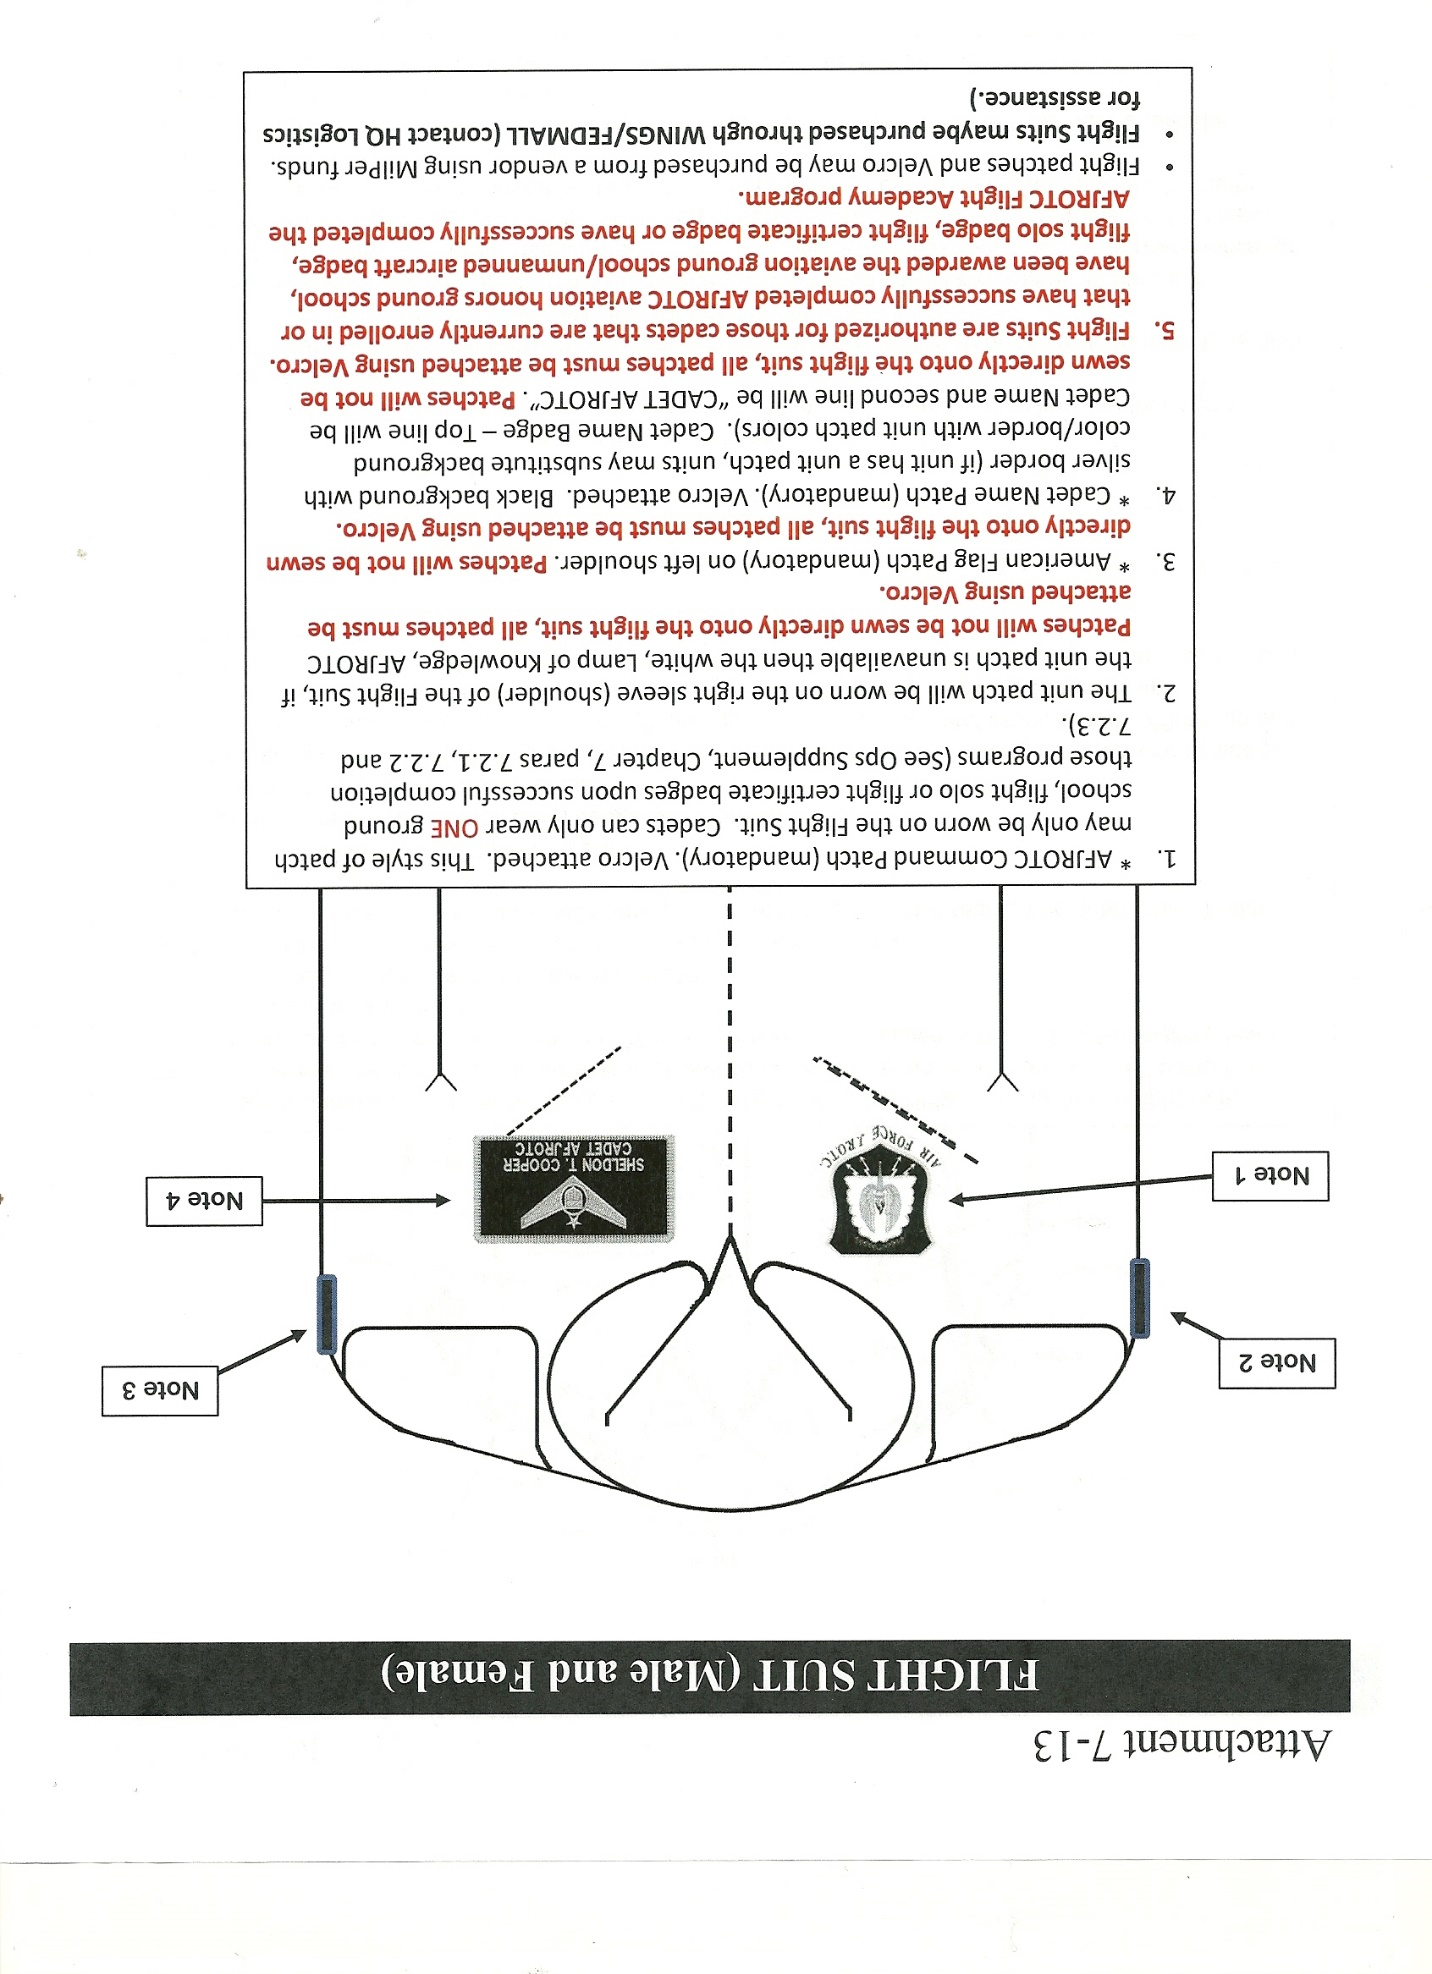 Attachment 7-13
FLIGHT SUIT (Male and Female)
Note 2
Note 3
Note 1
Note 4
AIR FORCE J.R.O.T.C.
SHELDON T. COOPER
CADET AFJROTC
1. * AFJROTC Command Patch (mandatory). Velcro attached. This style of patch
may only be worn on the Flight Suit. Cadets can only wear ONE ground
school, flight solo or flight certificate badges upon successful completion
those programs (See Ops Supplement, Chapter 7, paras 7.2.1, 7.2.2 and
7.2.3).
2. The unit patch will be worn on the right sleeve (shoulder) of the Flight Suit, if
the unit patch is unavailable then the white, Lamp of Knowledge, AFJROTC
Patches will not be sewn directly onto the flight suit, all patches must be
attached using Velcro.
3. * American Flag Patch (mandatory) on left shoulder. Patches will not be sewn
directly onto the flight suit, all patches must be attached using Velcro.
4. * Cadet Name Patch (mandatory). Velcro attached. Black background with
silver border (if unit has a unit patch, units may substitute background
color/border with unit patch colors). Cadet Name Badge – Top line will be
Cadet Name and second line will be “CADET AFJROTC”. Patches will not be
sewn directly onto the flight suit, all patches must be attached using Velcro.
5. Flight Suits are authorized for those cadets that are currently enrolled in or
that have successfully completed AFJROTC aviation honors ground school,
have been awarded the aviation ground school/unmanned aircraft badge,
flight solo badge, flight certificate badge or have successfully completed the
AFJROTC Flight Academy program.
• Flight patches and Velcro may be purchased from a vendor using MilPer funds.
• Flight Suits maybe purchased through WINGS/FEDMALL (contact HQ Logistics
for assistance.)